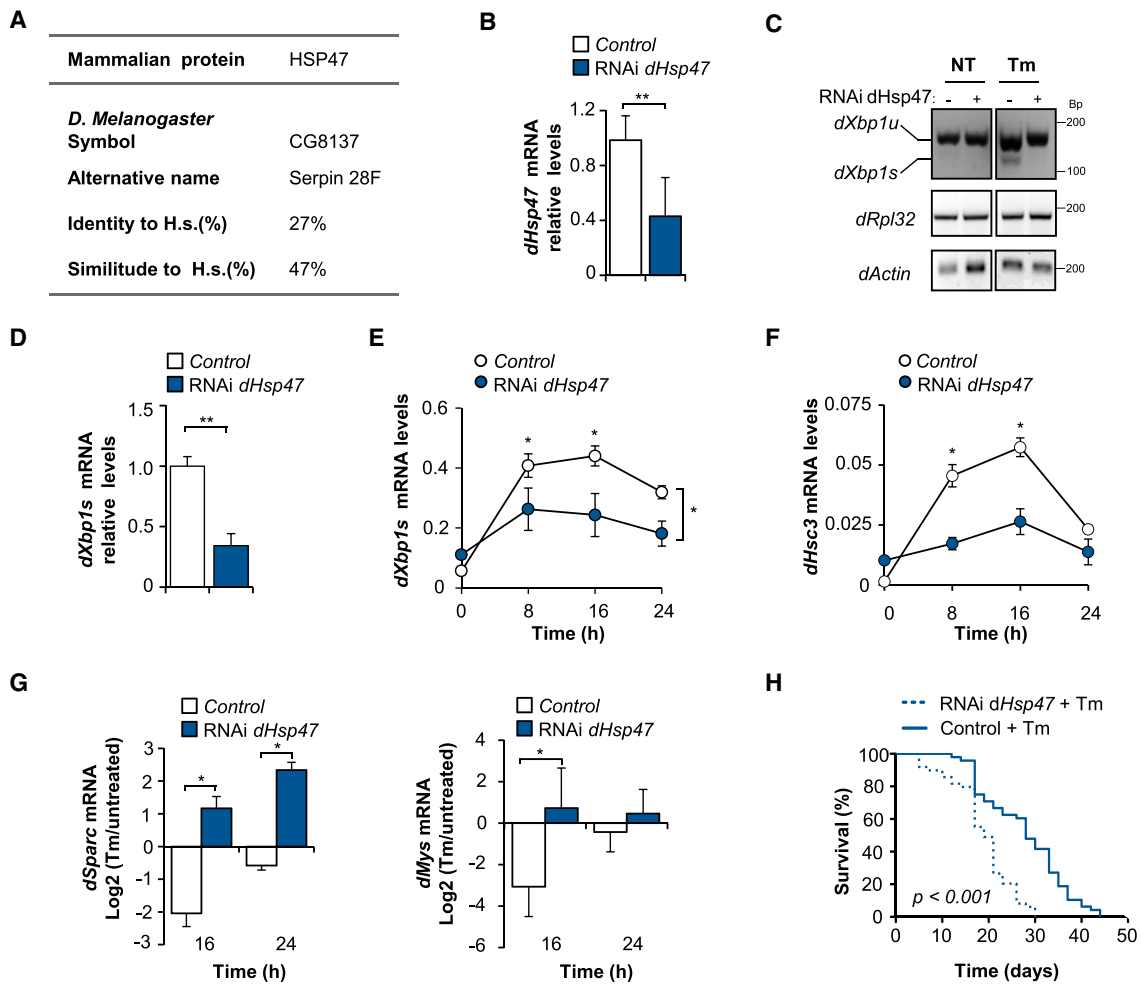 A
Mammalian protein HSP47
D. Melanogaster
Symbol CG8137
Alternative name Serpin 28F
Identity to H.s.(%) 27%
Similitude to H.s.(%) 47%
B
Control
RNAi dHsp47
dHsp47 mRNA
relative levels
1.2
0.8
0.4
0
**
C
NT Tm
RNAi dHsp47: - + - + Bp
dXbp1u
dXbp1s
200
100
dRpl32
200
dActin
200
D
Control
RNAi dHsp47
dXbp1s mRNA
relative levels
1.5
1.0
0.5
0
**
E
Control
RNAi dHsp47
dXbp1s mRNA levels
0.6
0.4
0.2
0
* * *
0 8 16 24
Time (h)
F
Control
RNAi dHsp47
dHsc3 mRNA levels
0.075
0.05
0.025
0
* *
0 8 16 24
Time (h)
G
Control
RNAi dHsp47
dSparc mRNA
Log2 (Tm/untreated)
3
2
1
0
-1
-2
-3
* *
16 24
Time (h)
Control
RNAi dHsp47
dMys mRNA
Log2 (Tm/untreated)
4
2
0
-2
-4
-6
*
16 24
Time (h)
H
RNAi dHsp47 + Tm
Control + Tm
Survival (%)
100
80
60
40
20
0
p < 0.001
0 10 20 30 40 50
Time (days)